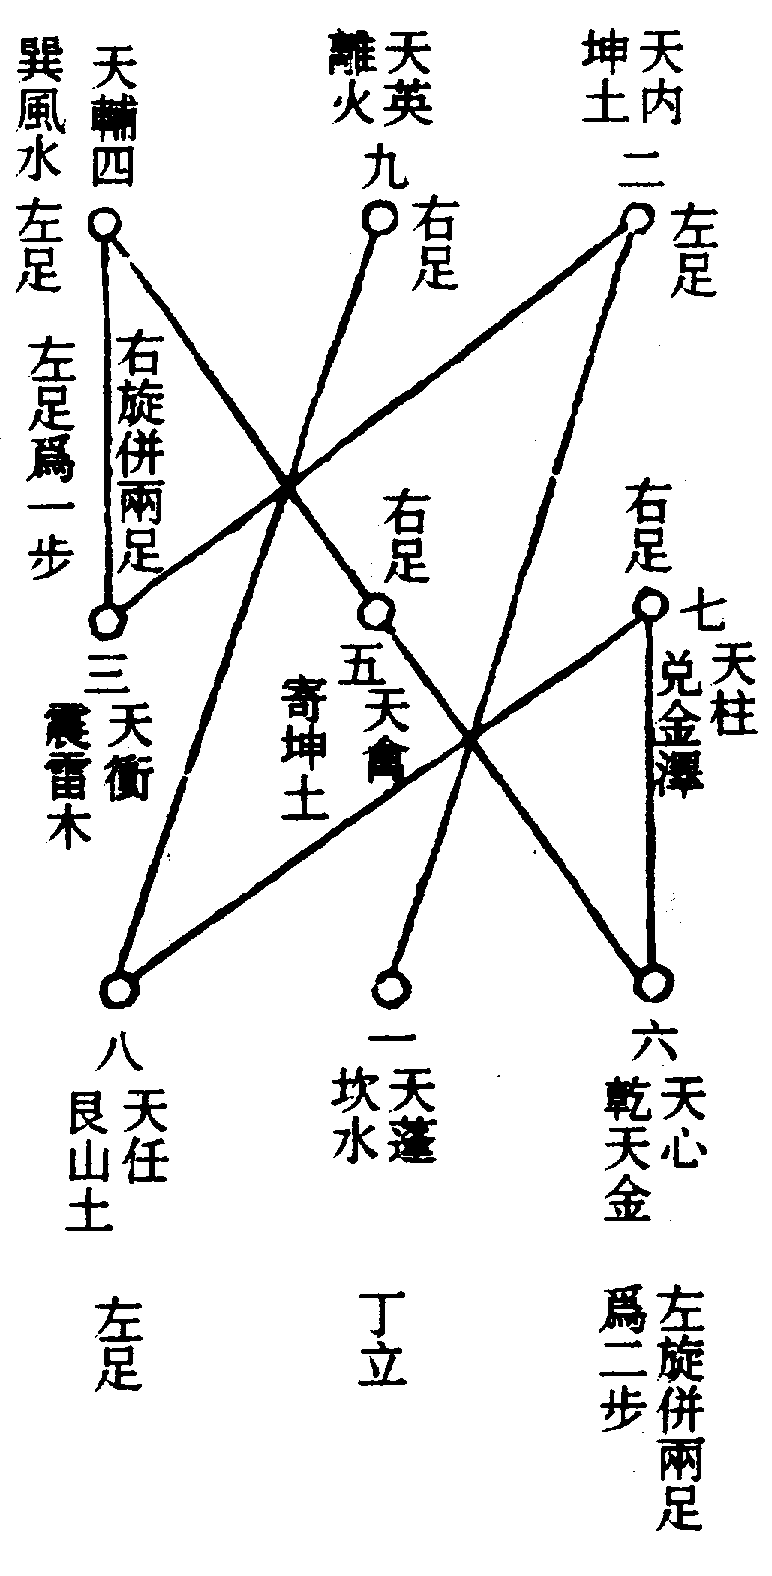 天内
坤土
二
左足
天英
離火
九
右足
天輔四
巽風水
左足
右旋併兩足
左足爲一步
三
天衝
震雷木
右足
五
天禽
寄坤土
右足
七
天柱
兑金澤
六
天心
乾天金
左旋併兩足
爲二步
一
天蓬
坎水
丁立
八
天任
艮山土
左足